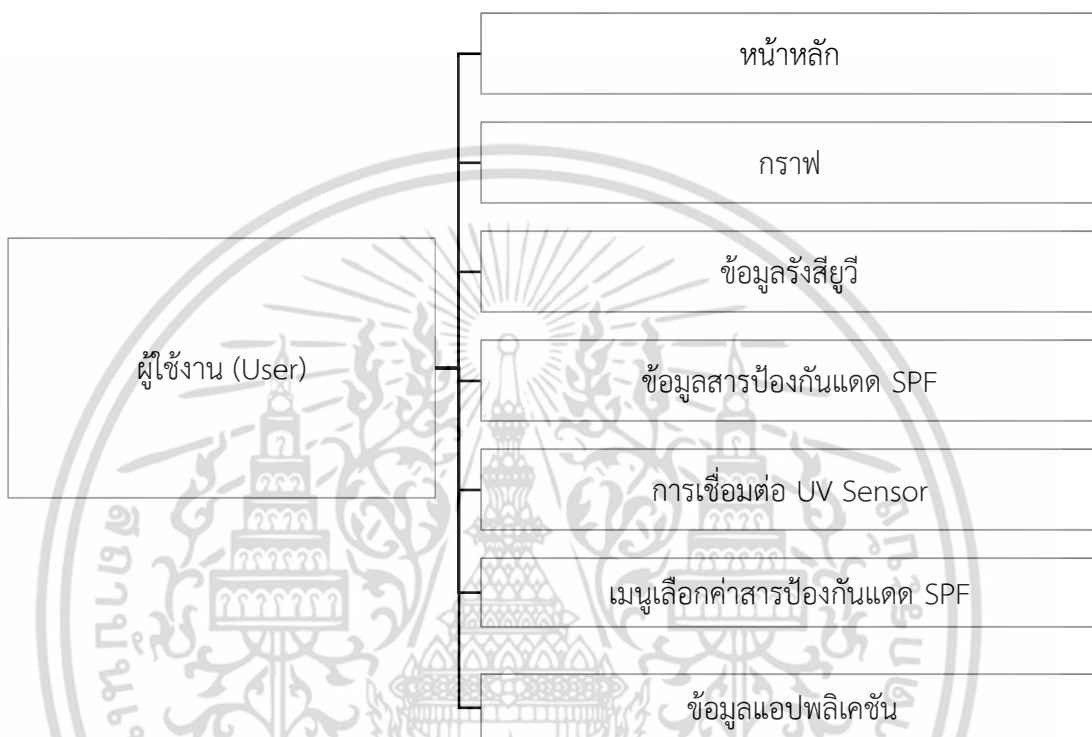 หน้าหลัก
กราฟ
ข้อมูลรังสียูวี
ผู้ใช้งาน (User)
ข้อมูลสารป้องกันแดด SPF
การเชื่อมต่อ UV Sensor
เมนูเลือกค่าสารป้องกันแดด SPF
ข้อมูลแอปพลิเคชัน